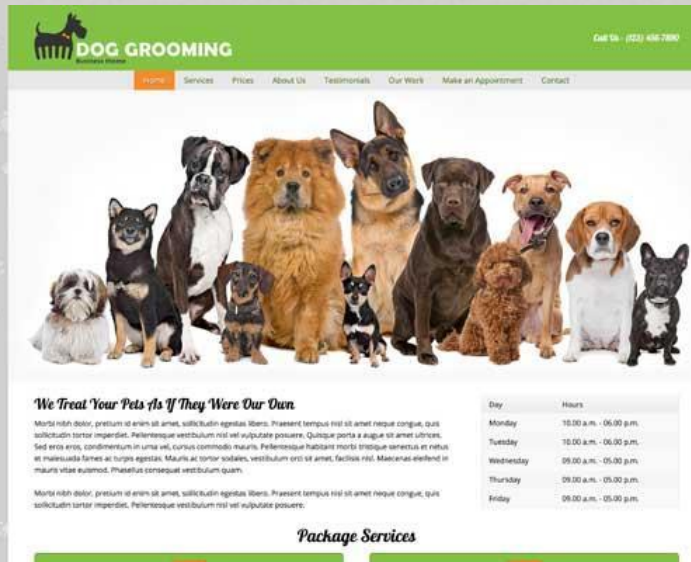 DOG GROOMING
Business Name
Call Us - (123) 456-7890
Home Services Prices About Us Testimonials Our Work Make an Appointment Contact
We Treat Your Pets As If They Were Our Own
Morbi nibh dolor, pretium id enim sit amet, sollicitudin egestas libero. Praesent tempus nisl sit amet neque congue, quis
sollicitudin tortor imperdiet. Pellentesque vestibulum nisl vel vulputate posuere. Quisque porta a augue sit amet ultrices.
Sed eros eros, condimentum in urna vel, cursus commodo mauris. Pellentesque habitant morbi tristique senectus et netus
et malesuada fames ac turpis egestas. Mauris ac tortor sodales, vestibulum orci sit amet, facilisis nisl. Maecenas eleifend in
mauris vitae euismod. Phasellus consequat vestibulum quam.
Morbi nibh dolor, pretium id enim sit amet, sollicitudin egestas libero. Praesent tempus nisl sit amet neque congue, quis
sollicitudin tortor imperdiet. Pellentesque vestibulum nisl vel vulputate posuere.
Day Hours
Monday 10.00 a.m. - 06.00 p.m.
Tuesday 10.00 a.m. - 06.00 p.m.
Wednesday 09.00 a.m. - 05.00 p.m.
Thursday 09.00 a.m. - 05.00 p.m.
Friday 09.00 a.m. - 05.00 p.m.
Package Services